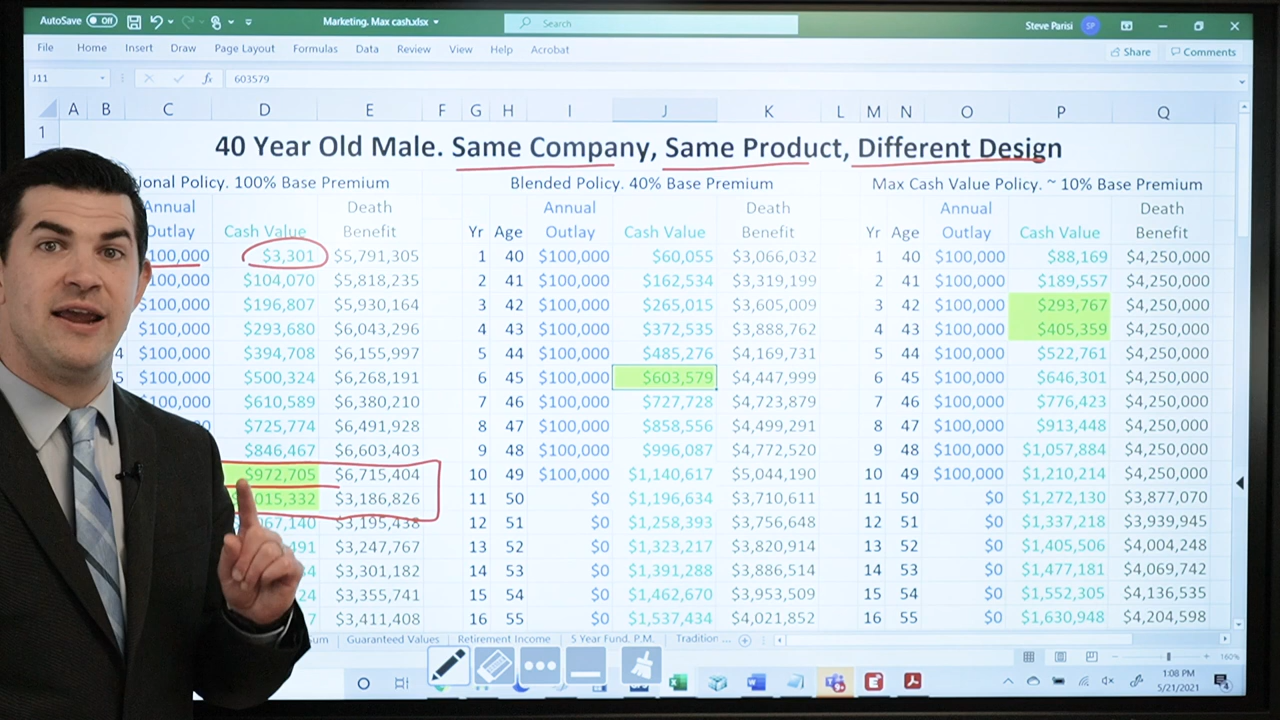 AutoSave Off Marketing. Max cash.xlsx Search Steve Parisi SP
File Home Insert Draw Page Layout Formulas Data Review View Help Acrobat Share Comments
J11 fx 603579
A B C D E F G H I J K L M N O P Q
1 40 Year Old Male. Same Company, Same Product, Different Design
ional Policy. 100% Base Premium Blended Policy. 40% Base Premium Max Cash Value Policy. ~ 10% Base Premium
Annual Death Annual Death Annual Death
Outlay Cash Value Benefit Yr Age Outlay Cash Value Benefit Yr Age Outlay Cash Value Benefit
100,000 $3,301 $5,791,305 1 40 $100,000 $60,055 $3,066,032 1 40 $100,000 $88,169 $4,250,000
100,000 $104,070 $5,818,235 2 41 $100,000 $162,534 $3,319,199 2 41 $100,000 $189,557 $4,250,000
$100,000 $196,807 $5,930,164 3 42 $100,000 $265,015 $3,600,009 3 42 $100,000 $293,767 $4,250,000
$100,000 $293,680 $6,043,296 4 43 $100,000 $372,535 $3,888,762 4 43 $100,000 $405,359 $4,250,000
4 $100,000 $394,708 $6,155,997 5 44 $100,000 $485,276 $4,169,731 5 44 $100,000 $522,761 $4,250,000
5 $100,000 $500,324 $6,268,191 6 45 $100,000 $603,579 $4,447,999 6 45 $100,000 $646,301 $4,250,000
$100,000 $610,589 $6,380,210 7 46 $100,000 $727,728 $4,723,879 7 46 $100,000 $776,423 $4,250,000
$725,774 $6,491,928 8 47 $100,000 $858,556 $4,499,291 8 47 $100,000 $913,448 $4,250,000
$846,467 $6,603,403 9 48 $100,000 $996,087 $4,772,520 9 48 $100,000 $1,057,884 $4,250,000
$972,705 $6,715,404 10 49 $100,000 $1,140,617 $5,044,190 10 49 $100,000 $1,210,214 $4,250,000
015,332 $3,186,826 11 50 $0 $1,196,634 $3,710,611 11 50 $0 $1,272,130 $3,877,070
067,140 $3,195,438 12 51 $0 $1,258,393 $3,756,648 12 51 $0 $1,337,218 $3,939,945
491 $3,247,767 13 52 $0 $1,323,217 $3,820,914 13 52 $0 $1,405,506 $4,004,248
4 $3,301,182 14 53 $0 $1,391,288 $3,886,514 14 53 $0 $1,477,181 $4,069,742
24 $3,355,741 15 54 $0 $1,462,670 $3,953,509 15 54 $0 $1,552,305 $4,136,535
$3,411,408 16 55 $0 $1,537,434 $4,021,852 16 55 $0 $1,630,948 $4,204,598
um Guaranteed Values Retirement Income 5 Year Fund, P.M. Tradition ...
160%
1:08 PM
5/21/2021